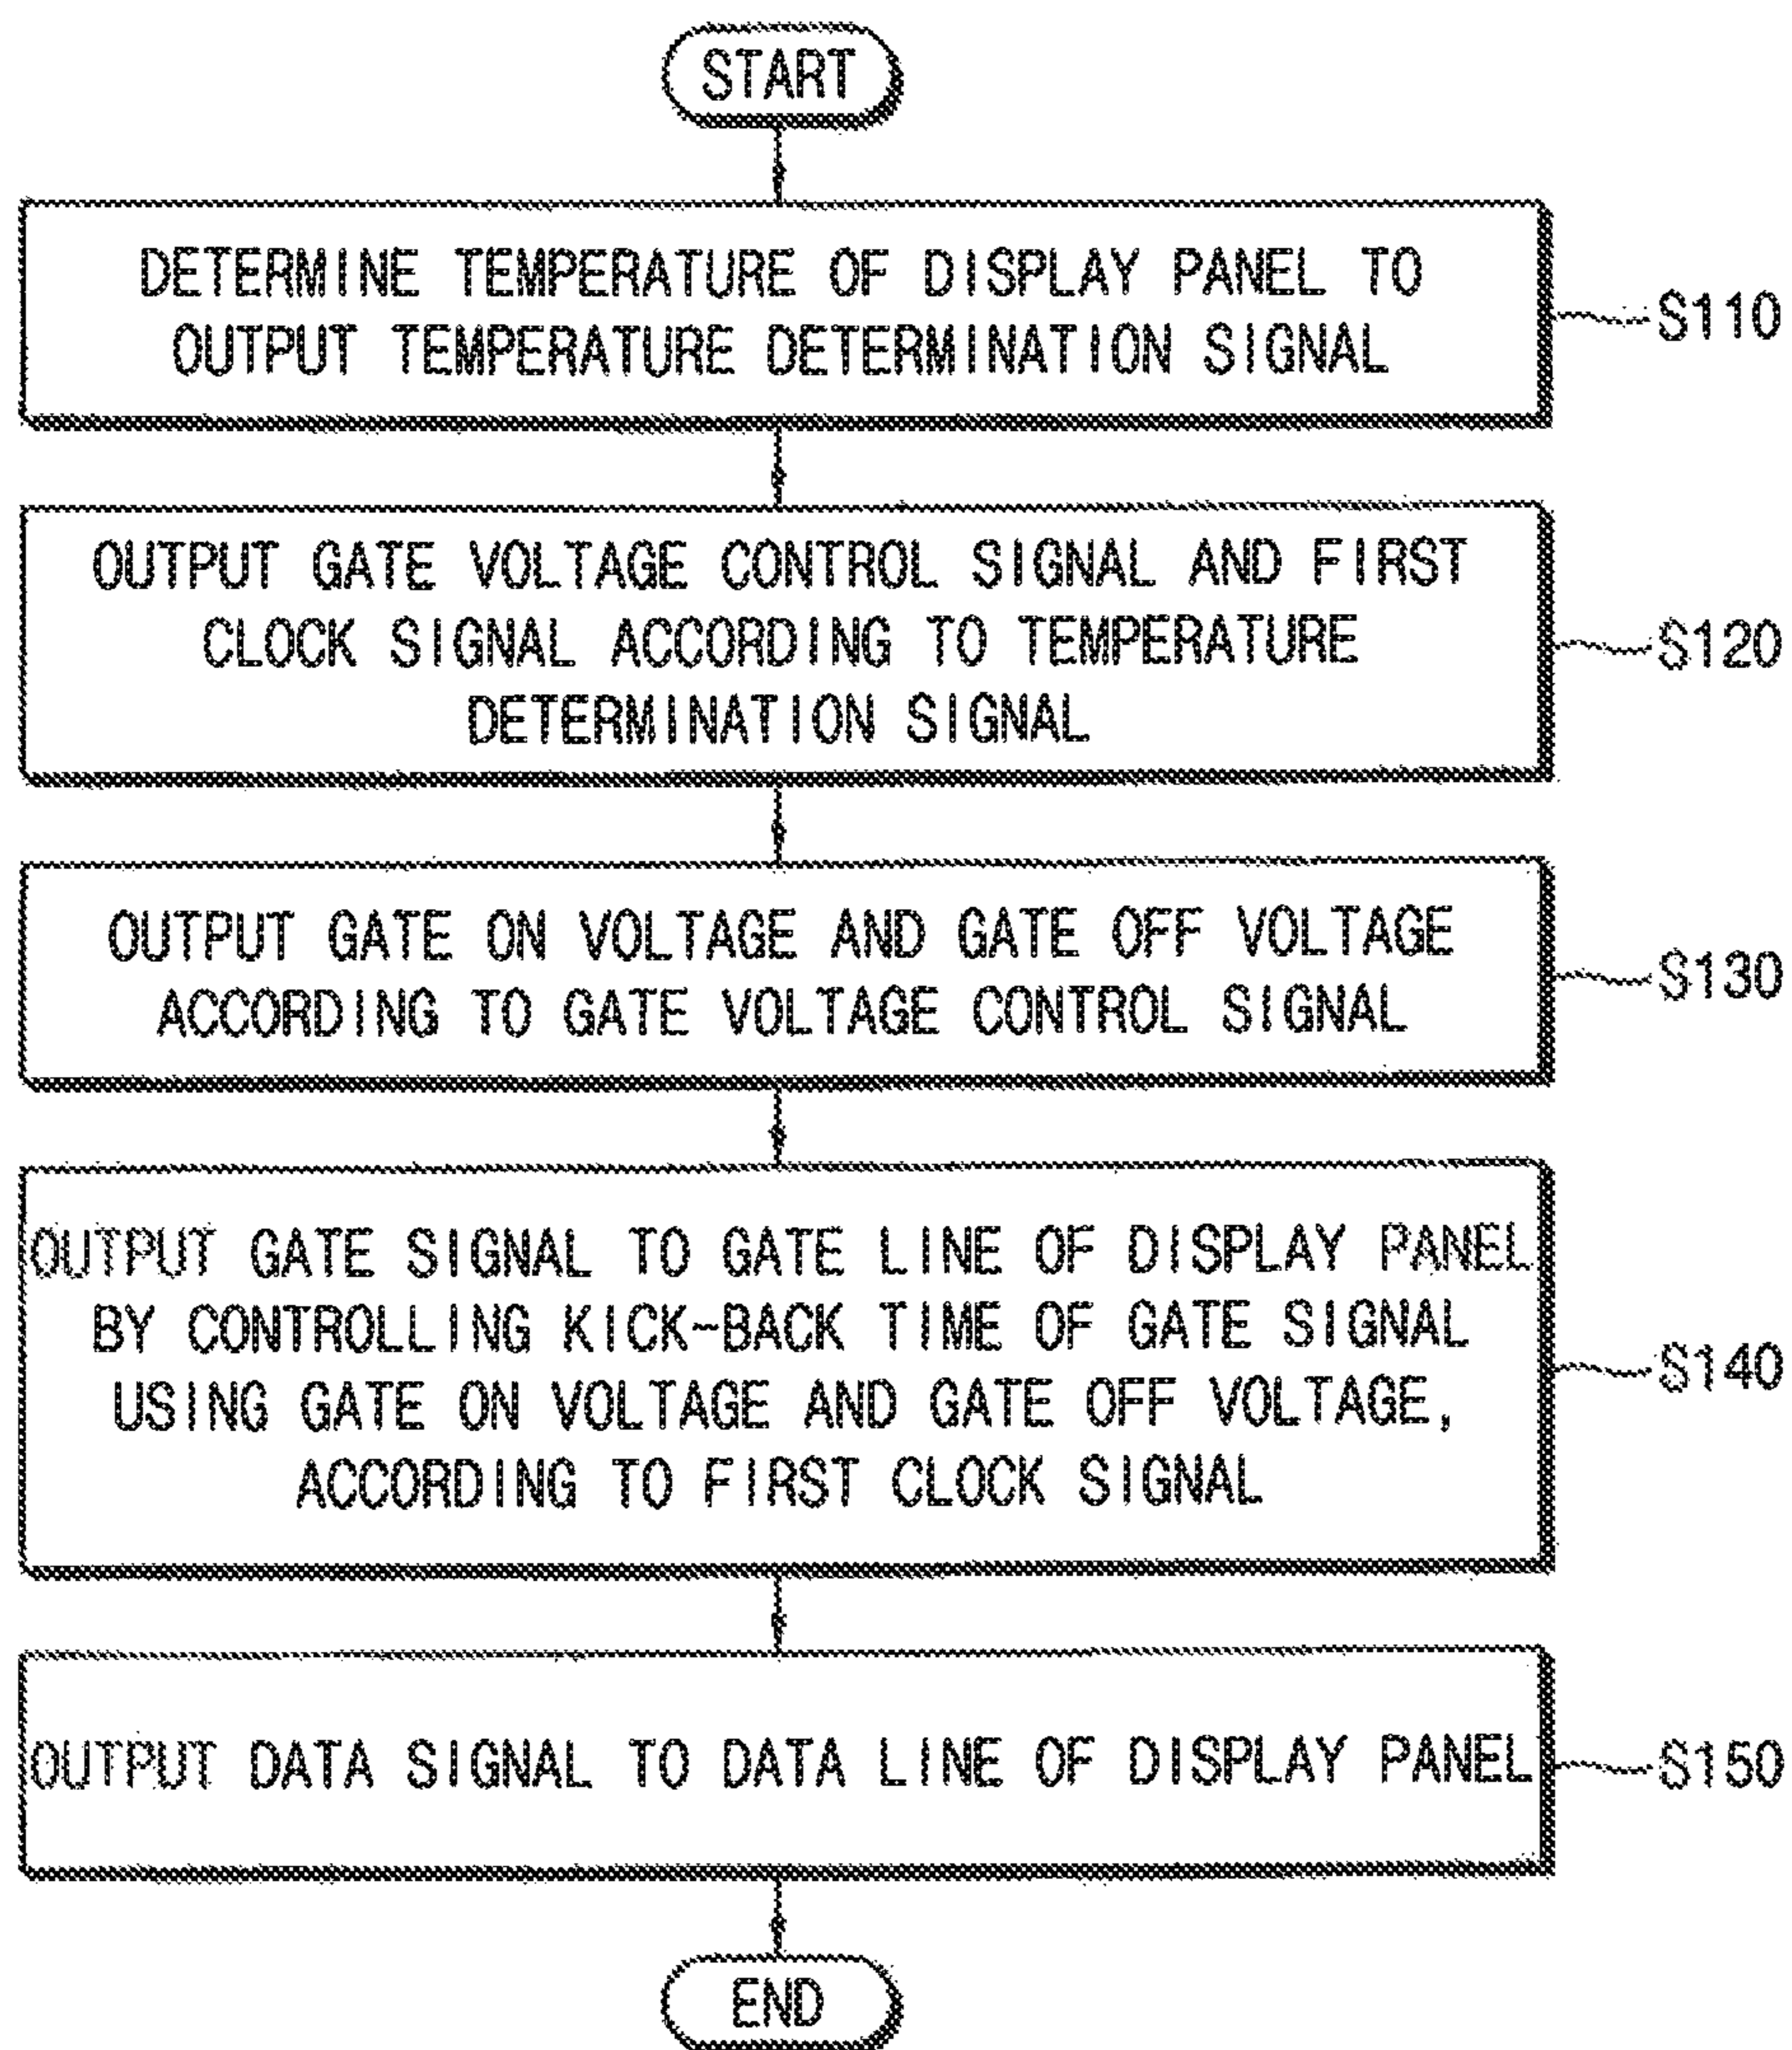 START
DETERMINE TEMPERATURE OF DISPLAY PANEL TO
OUTPUT TEMPERATURE DETERMINATION SIGNAL
S110
OUTPUT GATE VOLTAGE CONTROL SIGNAL AND FIRST
CLOCK SIGNAL ACCORDING TO TEMPERATURE
DETERMINATION SIGNAL
S120
OUTPUT GATE ON VOLTAGE AND GATE OFF VOLTAGE
ACCORDING TO GATE VOLTAGE CONTROL SIGNAL
S130
OUTPUT GATE SIGNAL TO GATE LINE OF DISPLAY PANEL
BY CONTROLLING KICK-BACK TIME OF GATE SIGNAL
USING GATE ON VOLTAGE AND GATE OFF VOLTAGE,
ACCORDING TO FIRST CLOCK SIGNAL
S140
OUTPUT DATA SIGNAL TO DATA LINE OF DISPLAY PANEL
S150
END